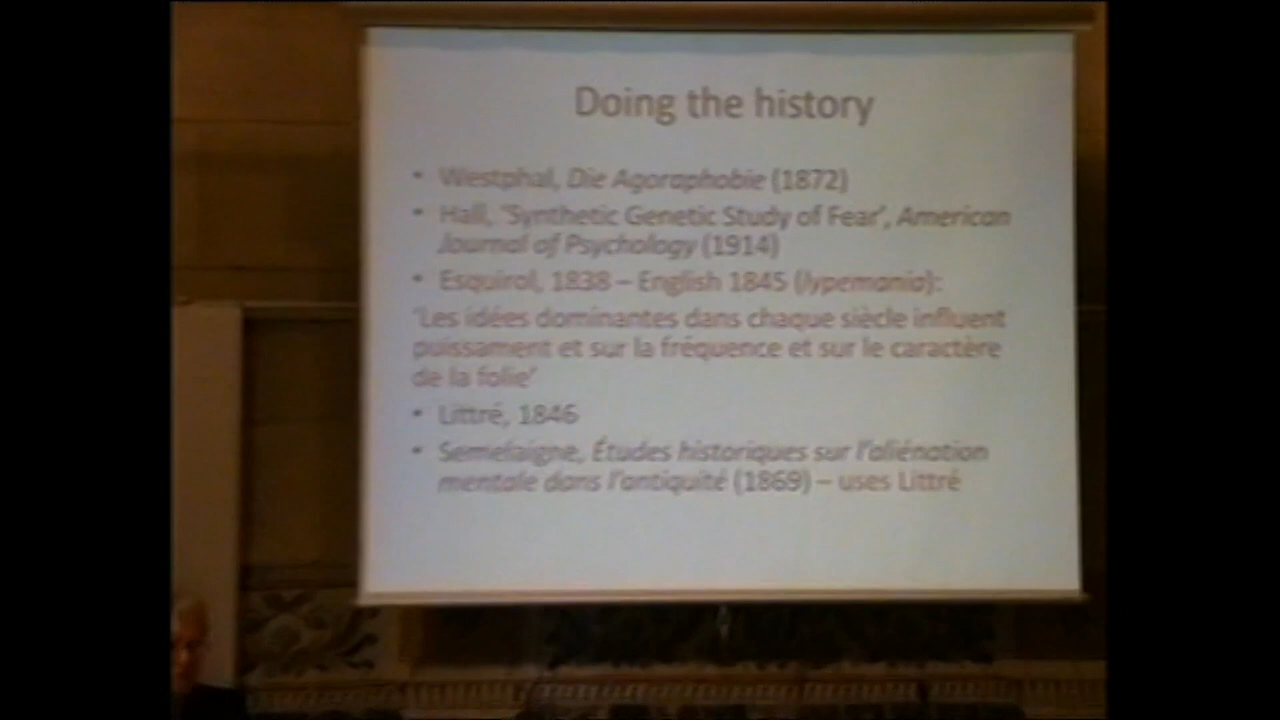 Doing the history
• Westphal, Die Agoraphobie (1872)
• Hall, 'Synthetic Genetic Study of Fear', American
Journal of Psychology (1914)
• Esquirol, 1838 – English 1845 (lypemania):
'Les idées dominantes dans chaque siècle influent
puissament et sur la fréquence et sur le caractère
de la folie'
• Littré, 1846
• Semelaigne, Études historiques sur l'aliénation
mentale dans l'antiquité (1869) – uses Littré